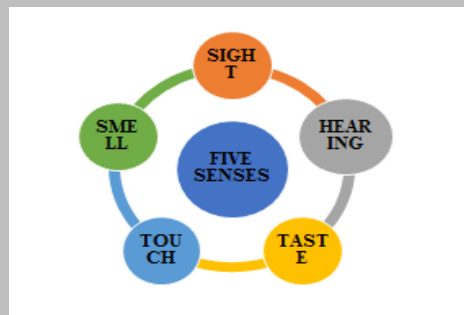 SIGH
T
SME
LL
HEAR
ING
FIVE
SENSES
TOU
CH
TAST
E